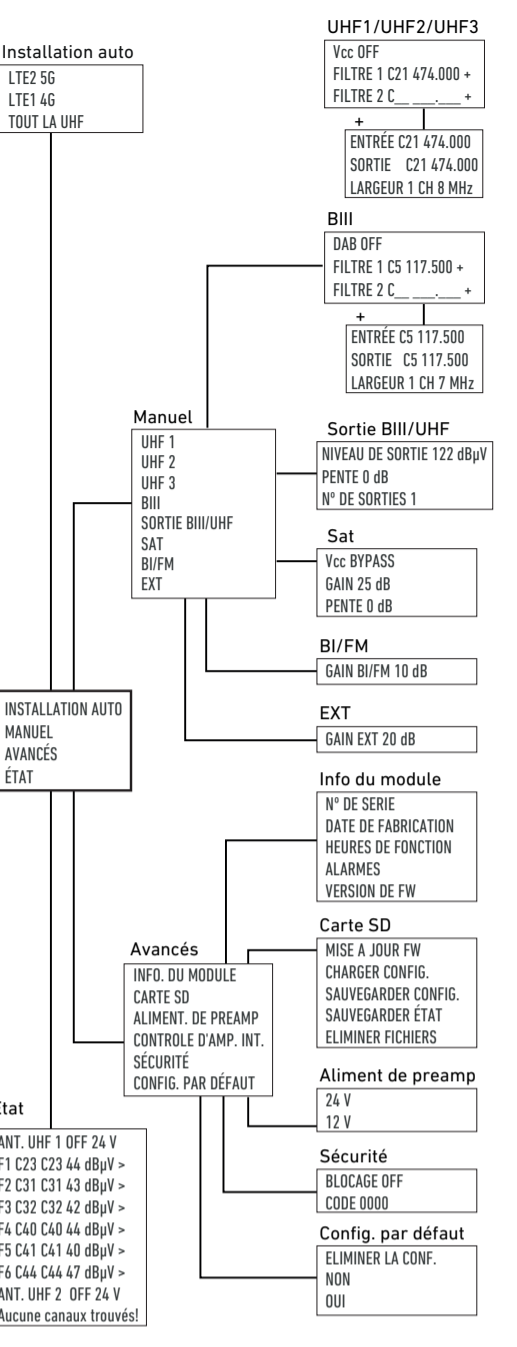 Installation auto
LTE2 5G
LTE1 4G
TOUT LA UHF
UHF1/UHF2/UHF3
Vcc OFF
FILTRE 1 C21 474.000 +
FILTRE 2 C__ ___.___ +
+
ENTRÉE C21 474.000
SORTIE C21 474.000
LARGEUR 1 CH 8 MHz
BIII
DAB OFF
FILTRE 1 C5 117.500 +
FILTRE 2 C__ ___.___ +
+
ENTRÉE C5 117.500
SORTIE C5 117.500
LARGEUR 1 CH 7 MHz
Manuel
UHF 1
UHF 2
UHF 3
BIII
SORTIE BIII/UHF
SAT
BI/FM
EXT
Sortie BIII/UHF
NIVEAU DE SORTIE 122 dBµV
PENTE 0 dB
Nº DE SORTIES 1
Sat
Vcc BYPASS
GAIN 25 dB
PENTE 0 dB
BI/FM
GAIN BI/FM 10 dB
EXT
GAIN EXT 20 dB
INSTALLATION AUTO
MANUEL
AVANCÉS
ÉTAT
Info du module
Nº DE SERIE
DATE DE FABRICATION
HEURES DE FONCTION
ALARMES
VERSION DE FW
Avancés
INFO. DU MODULE
CARTE SD
ALIMENT. DE PREAMP
CONTROLE D'AMP. INT.
SÉCURITÉ
CONFIG. PAR DÉFAUT
Carte SD
MISE A JOUR FW
CHARGER CONFIG.
SAUVEGARDER CONFIG.
SAUVEGARDER ÉTAT
ELIMINER FICHIERS
Aliment de preamp
24 V
12 V
Sécurité
BLOCAGE OFF
CODE 0000
Config. par défaut
ELIMINER LA CONF.
NON
OUI
État
ANT. UHF 1 OFF 24 V
F1 C23 C23 44 dBµV >
F2 C31 C31 43 dBµV >
F3 C32 C32 42 dBµV >
F4 C40 C40 44 dBµV >
F5 C41 C41 40 dBµV >
F6 C44 C44 47 dBµV >
ANT. UHF 2 OFF 24 V
Aucune canaux trouvés!